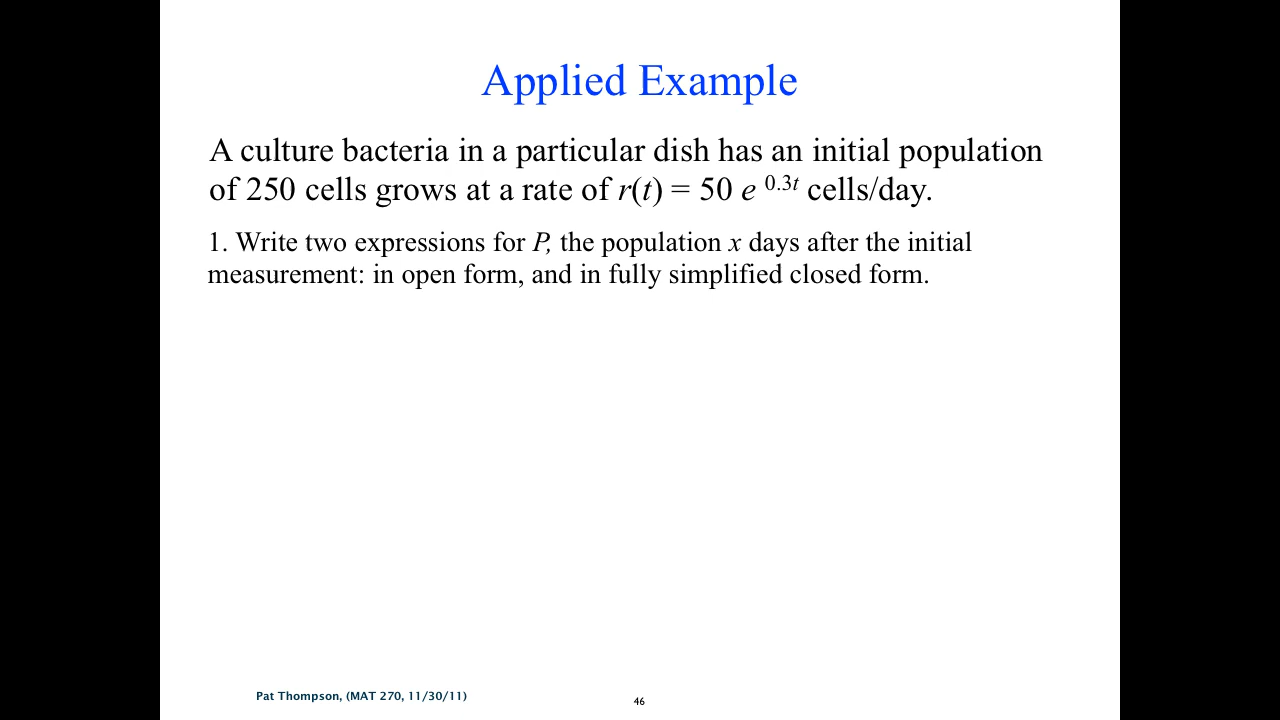 Applied Example
A culture bacteria in a particular dish has an initial population
of 250 cells grows at a rate of r(t) = 50 e ^0.3t cells/day.
1. Write two expressions for P, the population x days after the initial
measurement: in open form, and in fully simplified closed form.
Pat Thompson, (MAT 270, 11/30/11)
46